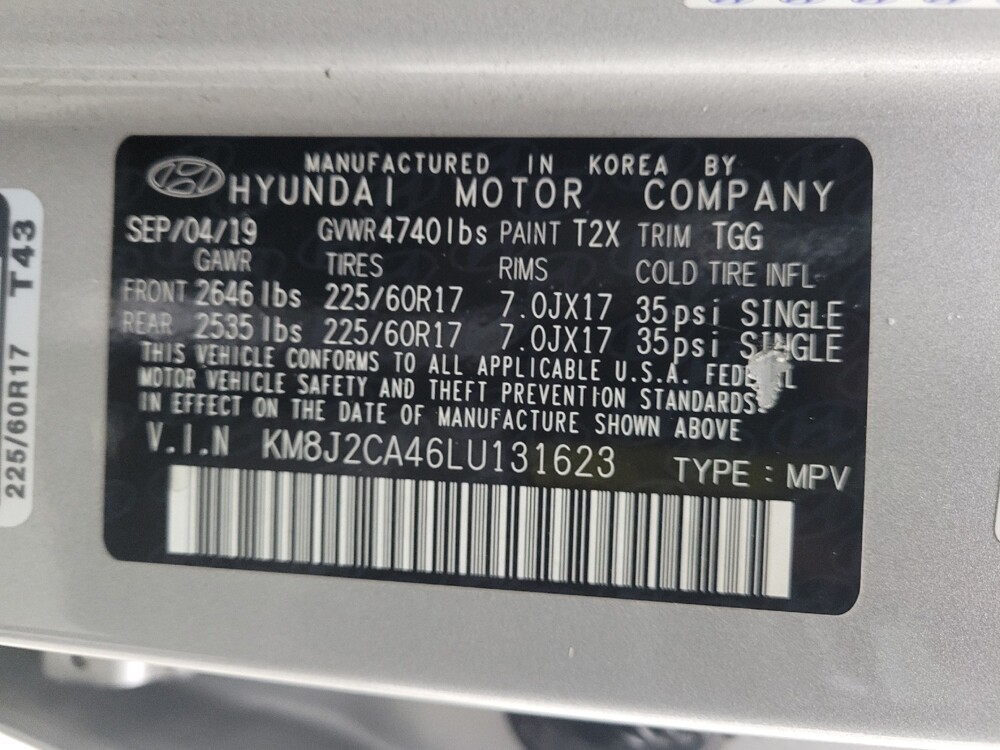 MANUFACTURED IN KOREA BY
HYUNDAI MOTOR COMPANY
SEP/04/19 GVWR 4740lbs PAINT T2X TRIM TGG
GAWR TIRES RIMS COLD TIRE INFL
FRONT 2646 lbs 225/60R17 7.0JX17 35psi SINGLE
REAR 2535 lbs 225/60R17 7.0JX17 35psi SINGLE
THIS VEHICLE CONFORMS TO ALL APPLICABLE U.S.A. FEDERAL
MOTOR VEHICLE SAFETY AND THEFT PREVENTION STANDARDS
IN EFFECT ON THE DATE OF MANUFACTURE SHOWN ABOVE
V.I.N KM8J2CA46LU131623 TYPE : MPV
225/60R17 T43